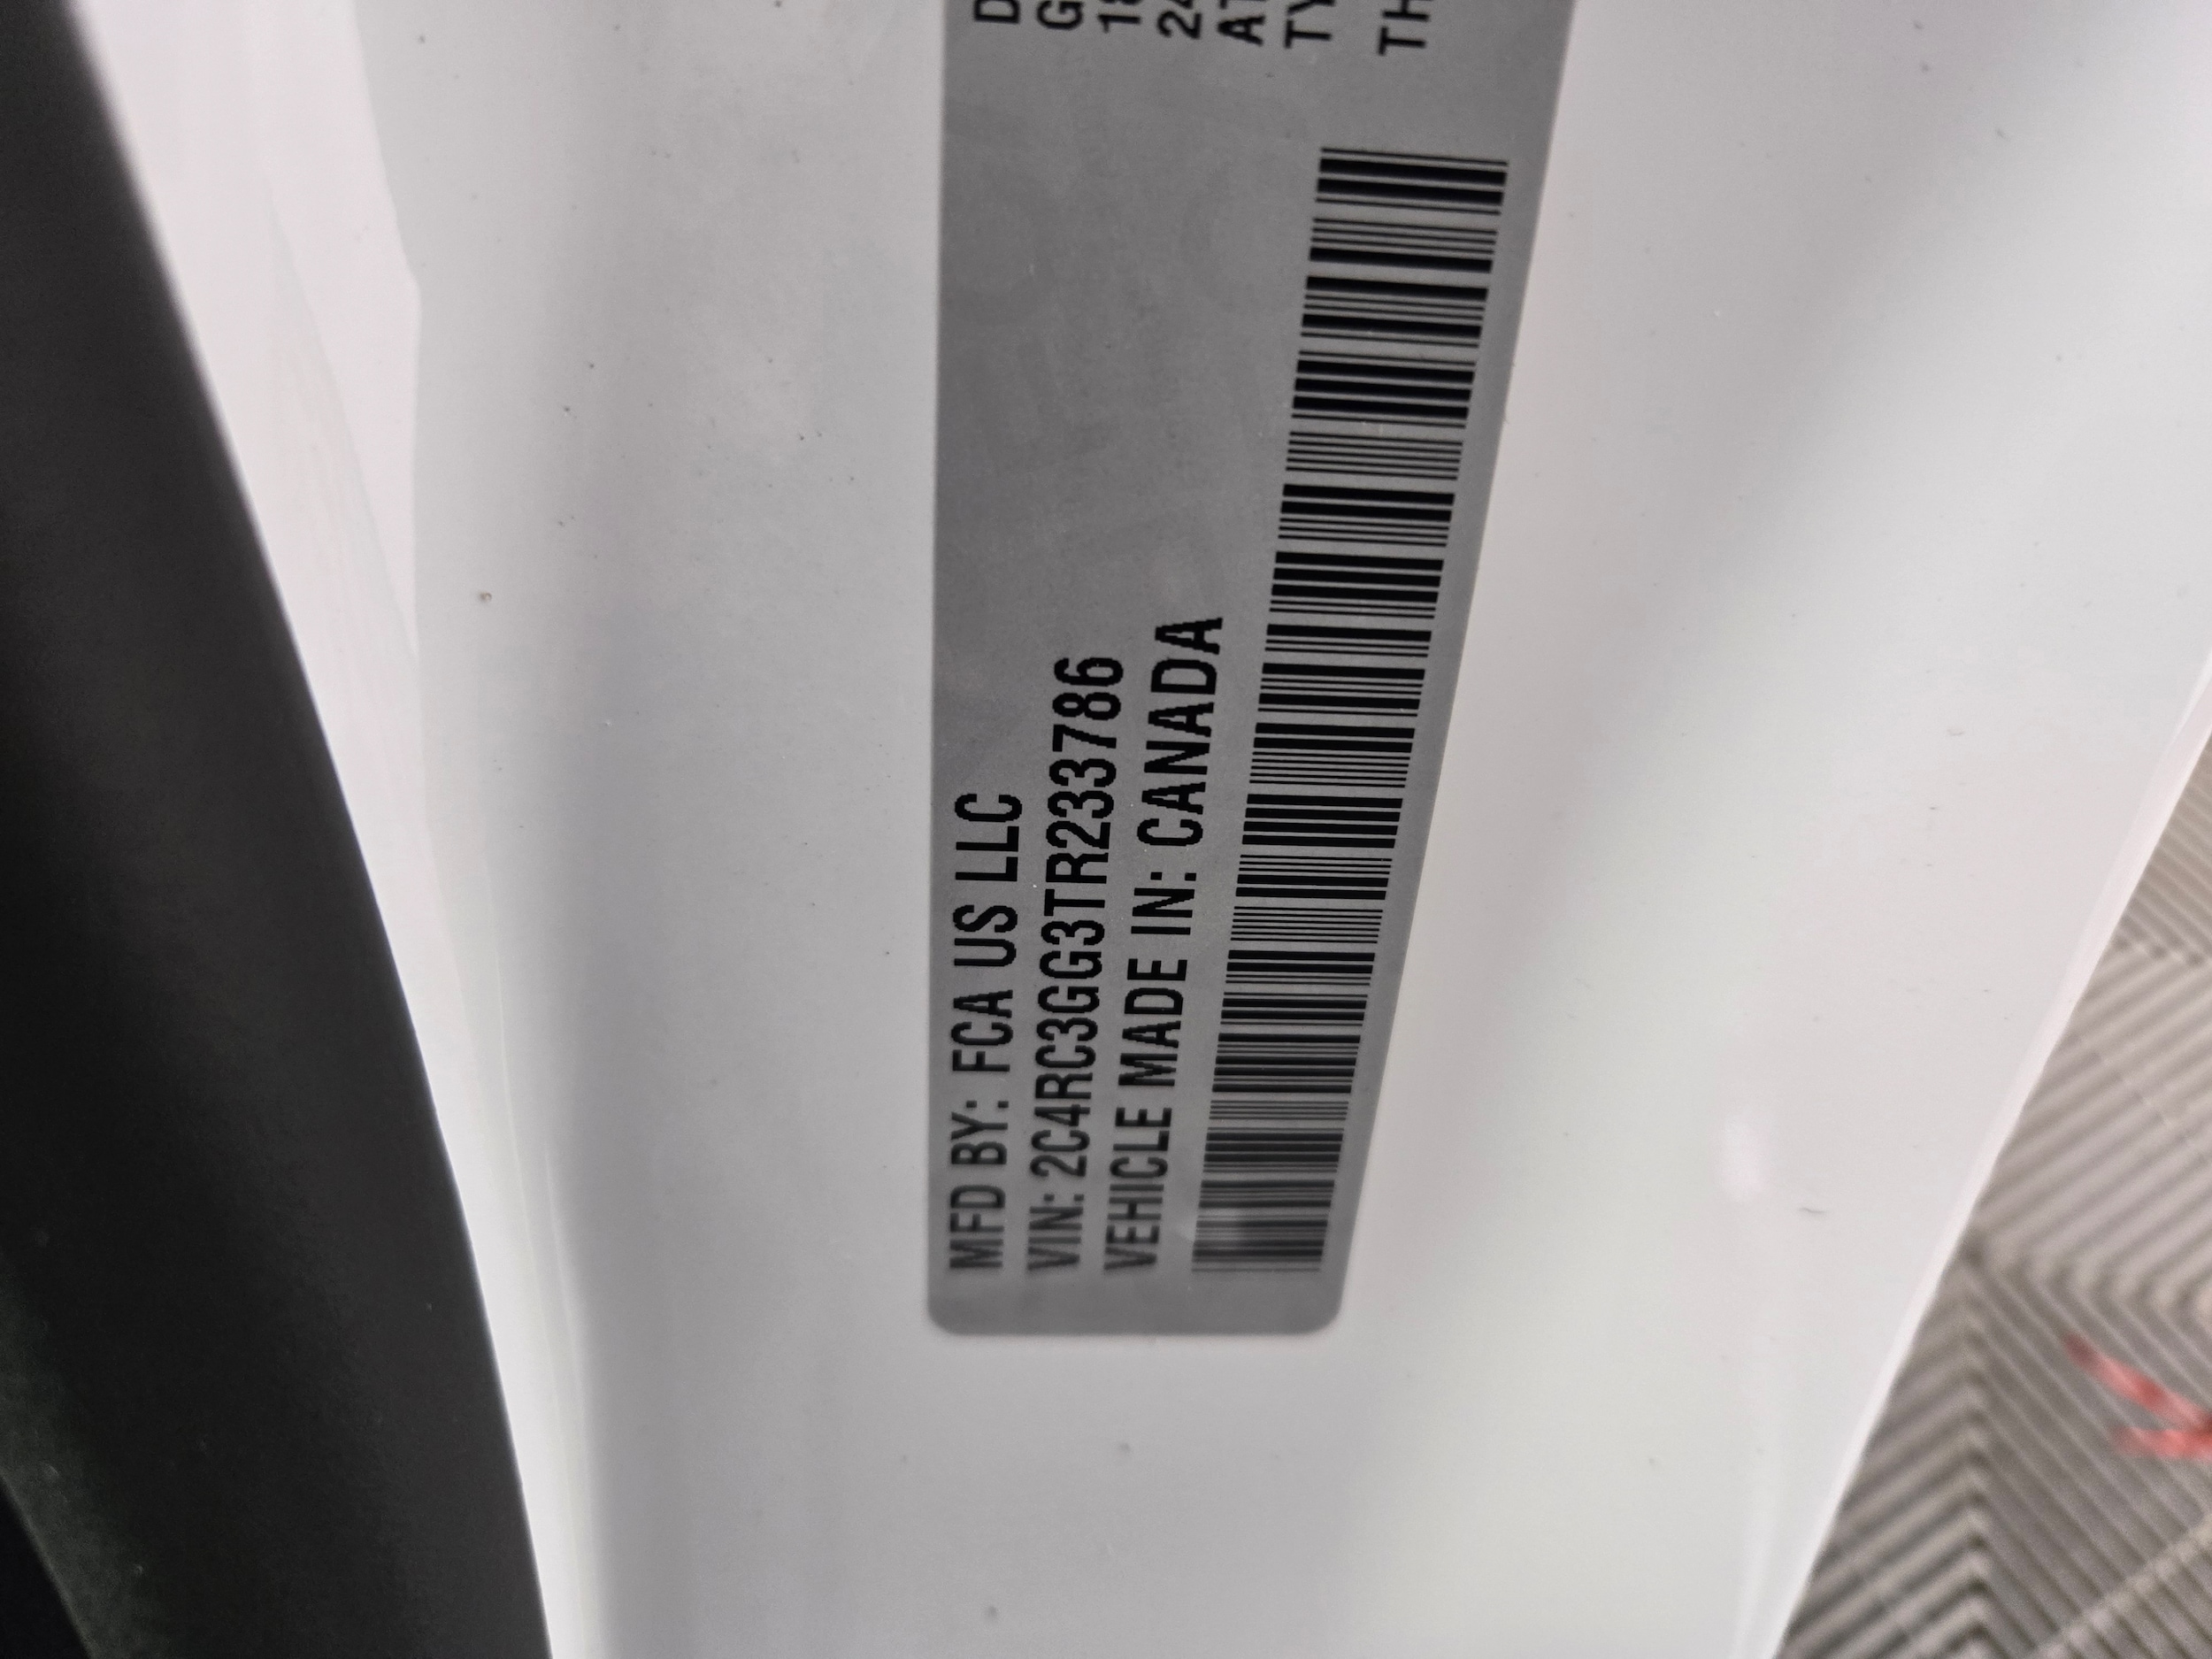 MFD BY: FCA US LLC
VIN: 2C4RC3GG3TR233786
VEHICLE MADE IN: CANADA